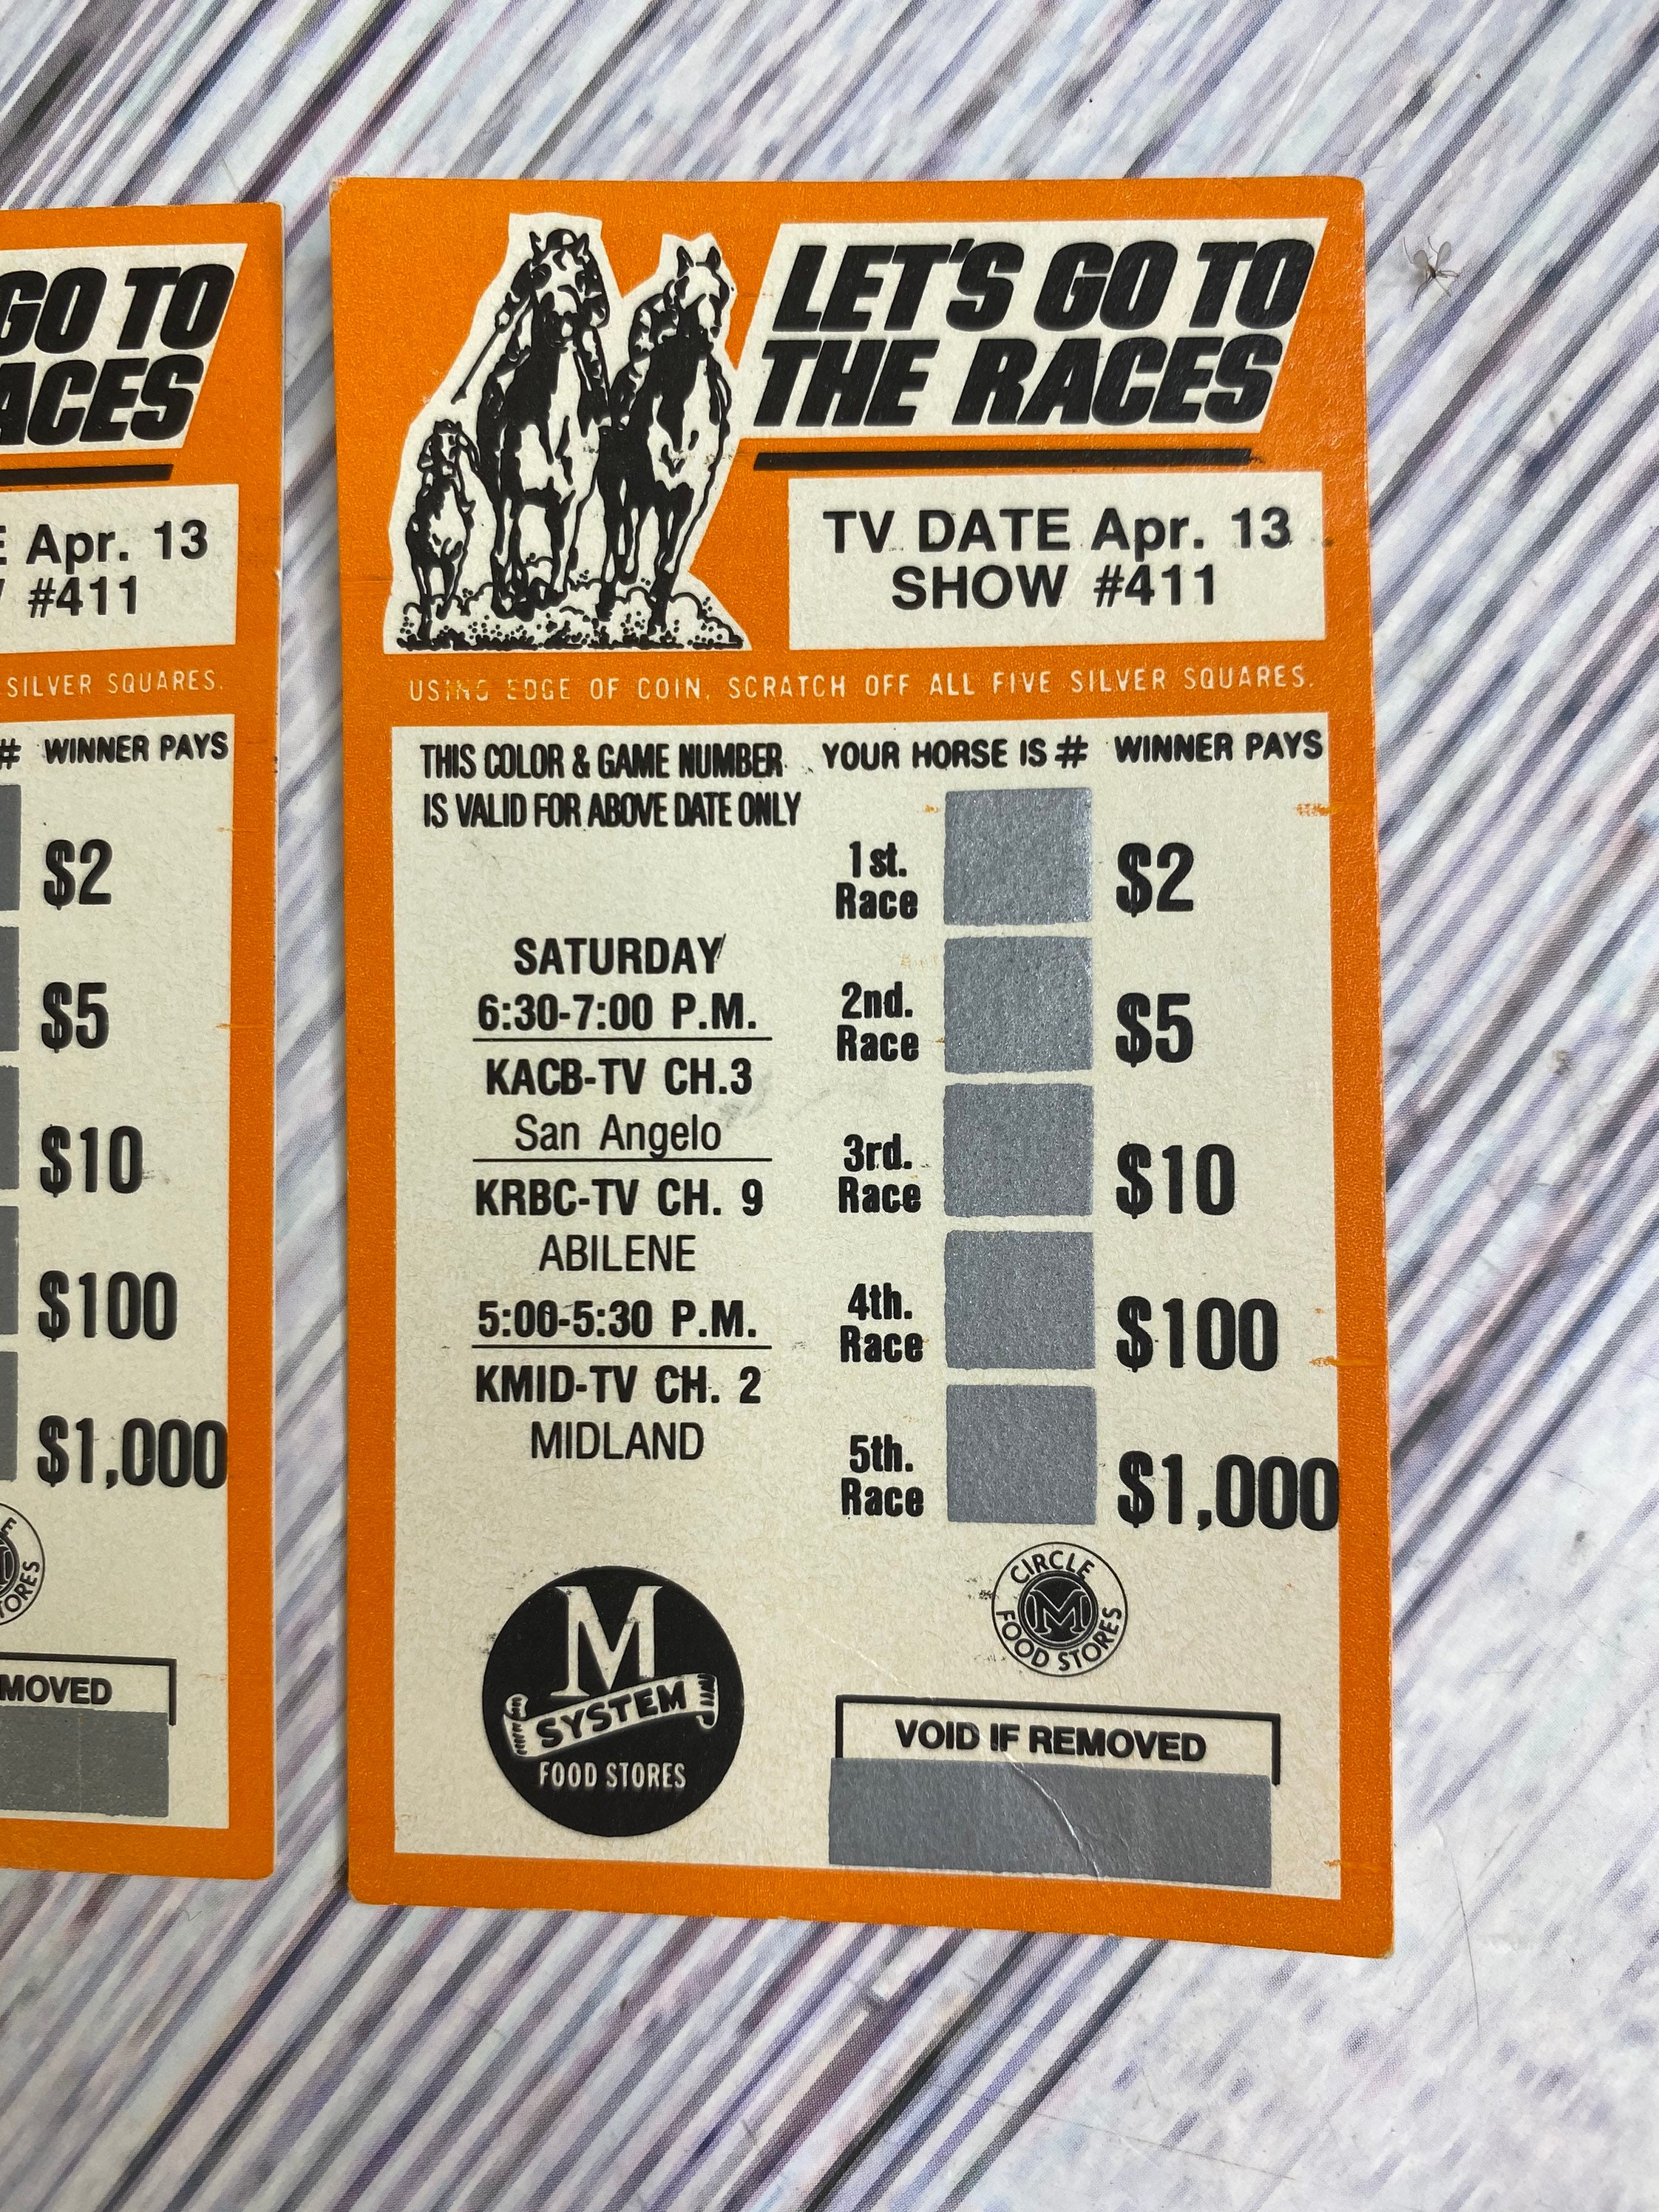 GO TO
ACES
E Apr. 13
#411
SILVER SQUARES.
# WINNER PAYS
$2
$5
$10
$100
$1,000
MOVED
LET'S GO TO
THE RACES
TV DATE Apr. 13
SHOW #411
USING EDGE OF COIN, SCRATCH OFF ALL FIVE SILVER SQUARES.
THIS COLOR & GAME NUMBER
IS VALID FOR ABOVE DATE ONLY
SATURDAY
6:30-7:00 P.M.
KACB-TV CH.3
San Angelo
KRBC-TV CH. 9
ABILENE
5:00-5:30 P.M.
KMID-TV CH. 2
MIDLAND
M
SYSTEM
FOOD STORES
YOUR HORSE IS # WINNER PAYS
1st.
Race $2
2nd.
Race $5
3rd.
Race $10
4th.
Race $100
5th.
Race $1,000
CIRCLE
M
FOOD STORES
VOID IF REMOVED